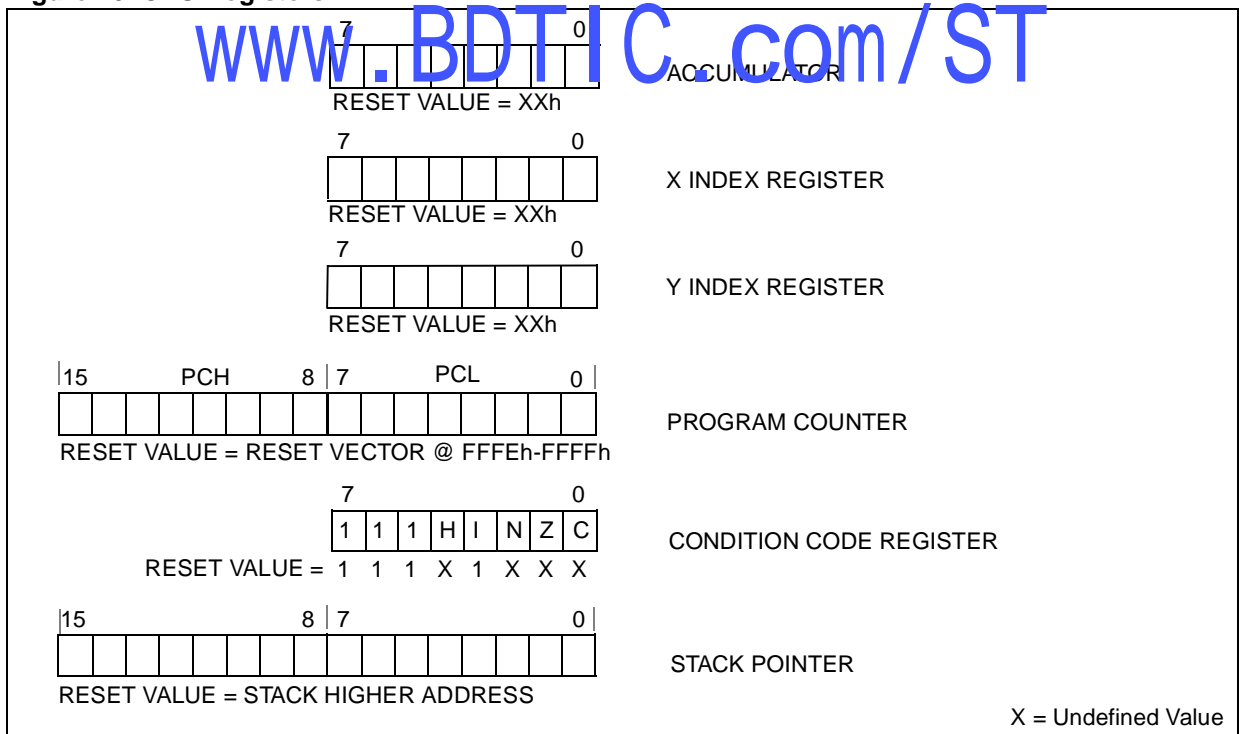 www.BDTIC.com/ST
7 0
ACCUMULATOR
RESET VALUE = XXh
7 0
X INDEX REGISTER
RESET VALUE = XXh
7 0
Y INDEX REGISTER
RESET VALUE = XXh
15 PCH 8 7 PCL 0
PROGRAM COUNTER
RESET VALUE = RESET VECTOR @ FFFEh-FFFFh
7 0
1 1 1 H I N Z C
CONDITION CODE REGISTER
RESET VALUE = 1 1 1 X 1 X X X
15 8 7 0
STACK POINTER
RESET VALUE = STACK HIGHER ADDRESS
X = Undefined Value